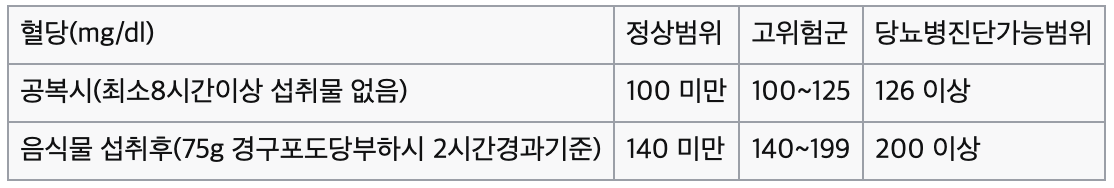 혈당(mg/dl) 정상범위 고위험군 당뇨병진단가능범위
공복시(최소8시간이상 섭취물 없음) 100 미만 100~125 126 이상
음식물 섭취후(75g 경구포도당부하시 2시간경과기준) 140 미만 140~199 200 이상